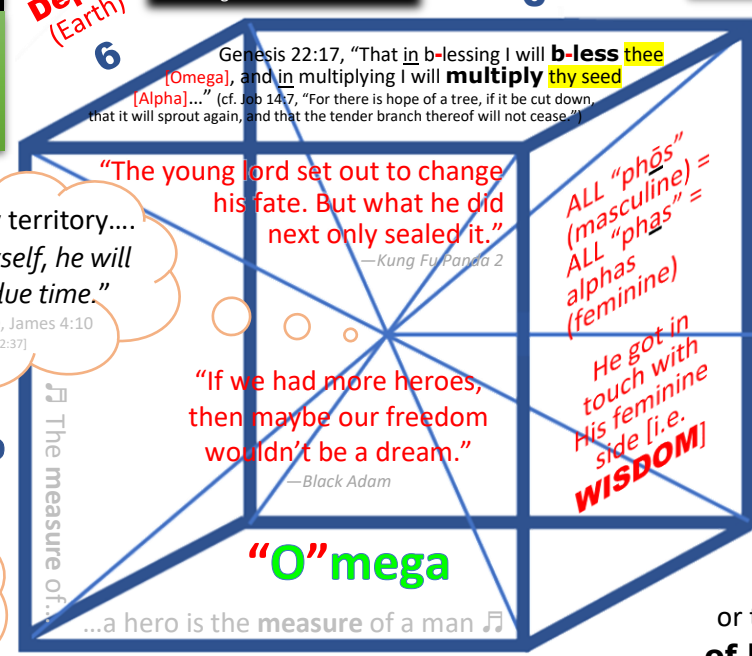 (Earth)
6
Genesis 22:17, “That in b-lessing I will b-less thee
[Omega], and in multiplying I will multiply thy seed
[Alpha]...” (cf. Job 14:7, “For there is hope of a tree, if it be cut down,
that it will sprout again, and that the tender branch thereof will not cease.”)
“The young lord set out to change
his fate. But what he did
next only sealed it.”
—Kung Fu Panda 2
territory....
he will
time.”
, James 4:10
2:37]
“If we had more heroes,
then maybe our freedom
wouldn’t be a dream.”
—Black Adam
ALL “phōs”
(masculine) =
ALL “phas” =
alphas
(feminine)
He got in
touch with
His feminine
side [i.e.
WISDOM]
♫ The measure of...
“O”mega
...a hero is the measure of a man ♫
or